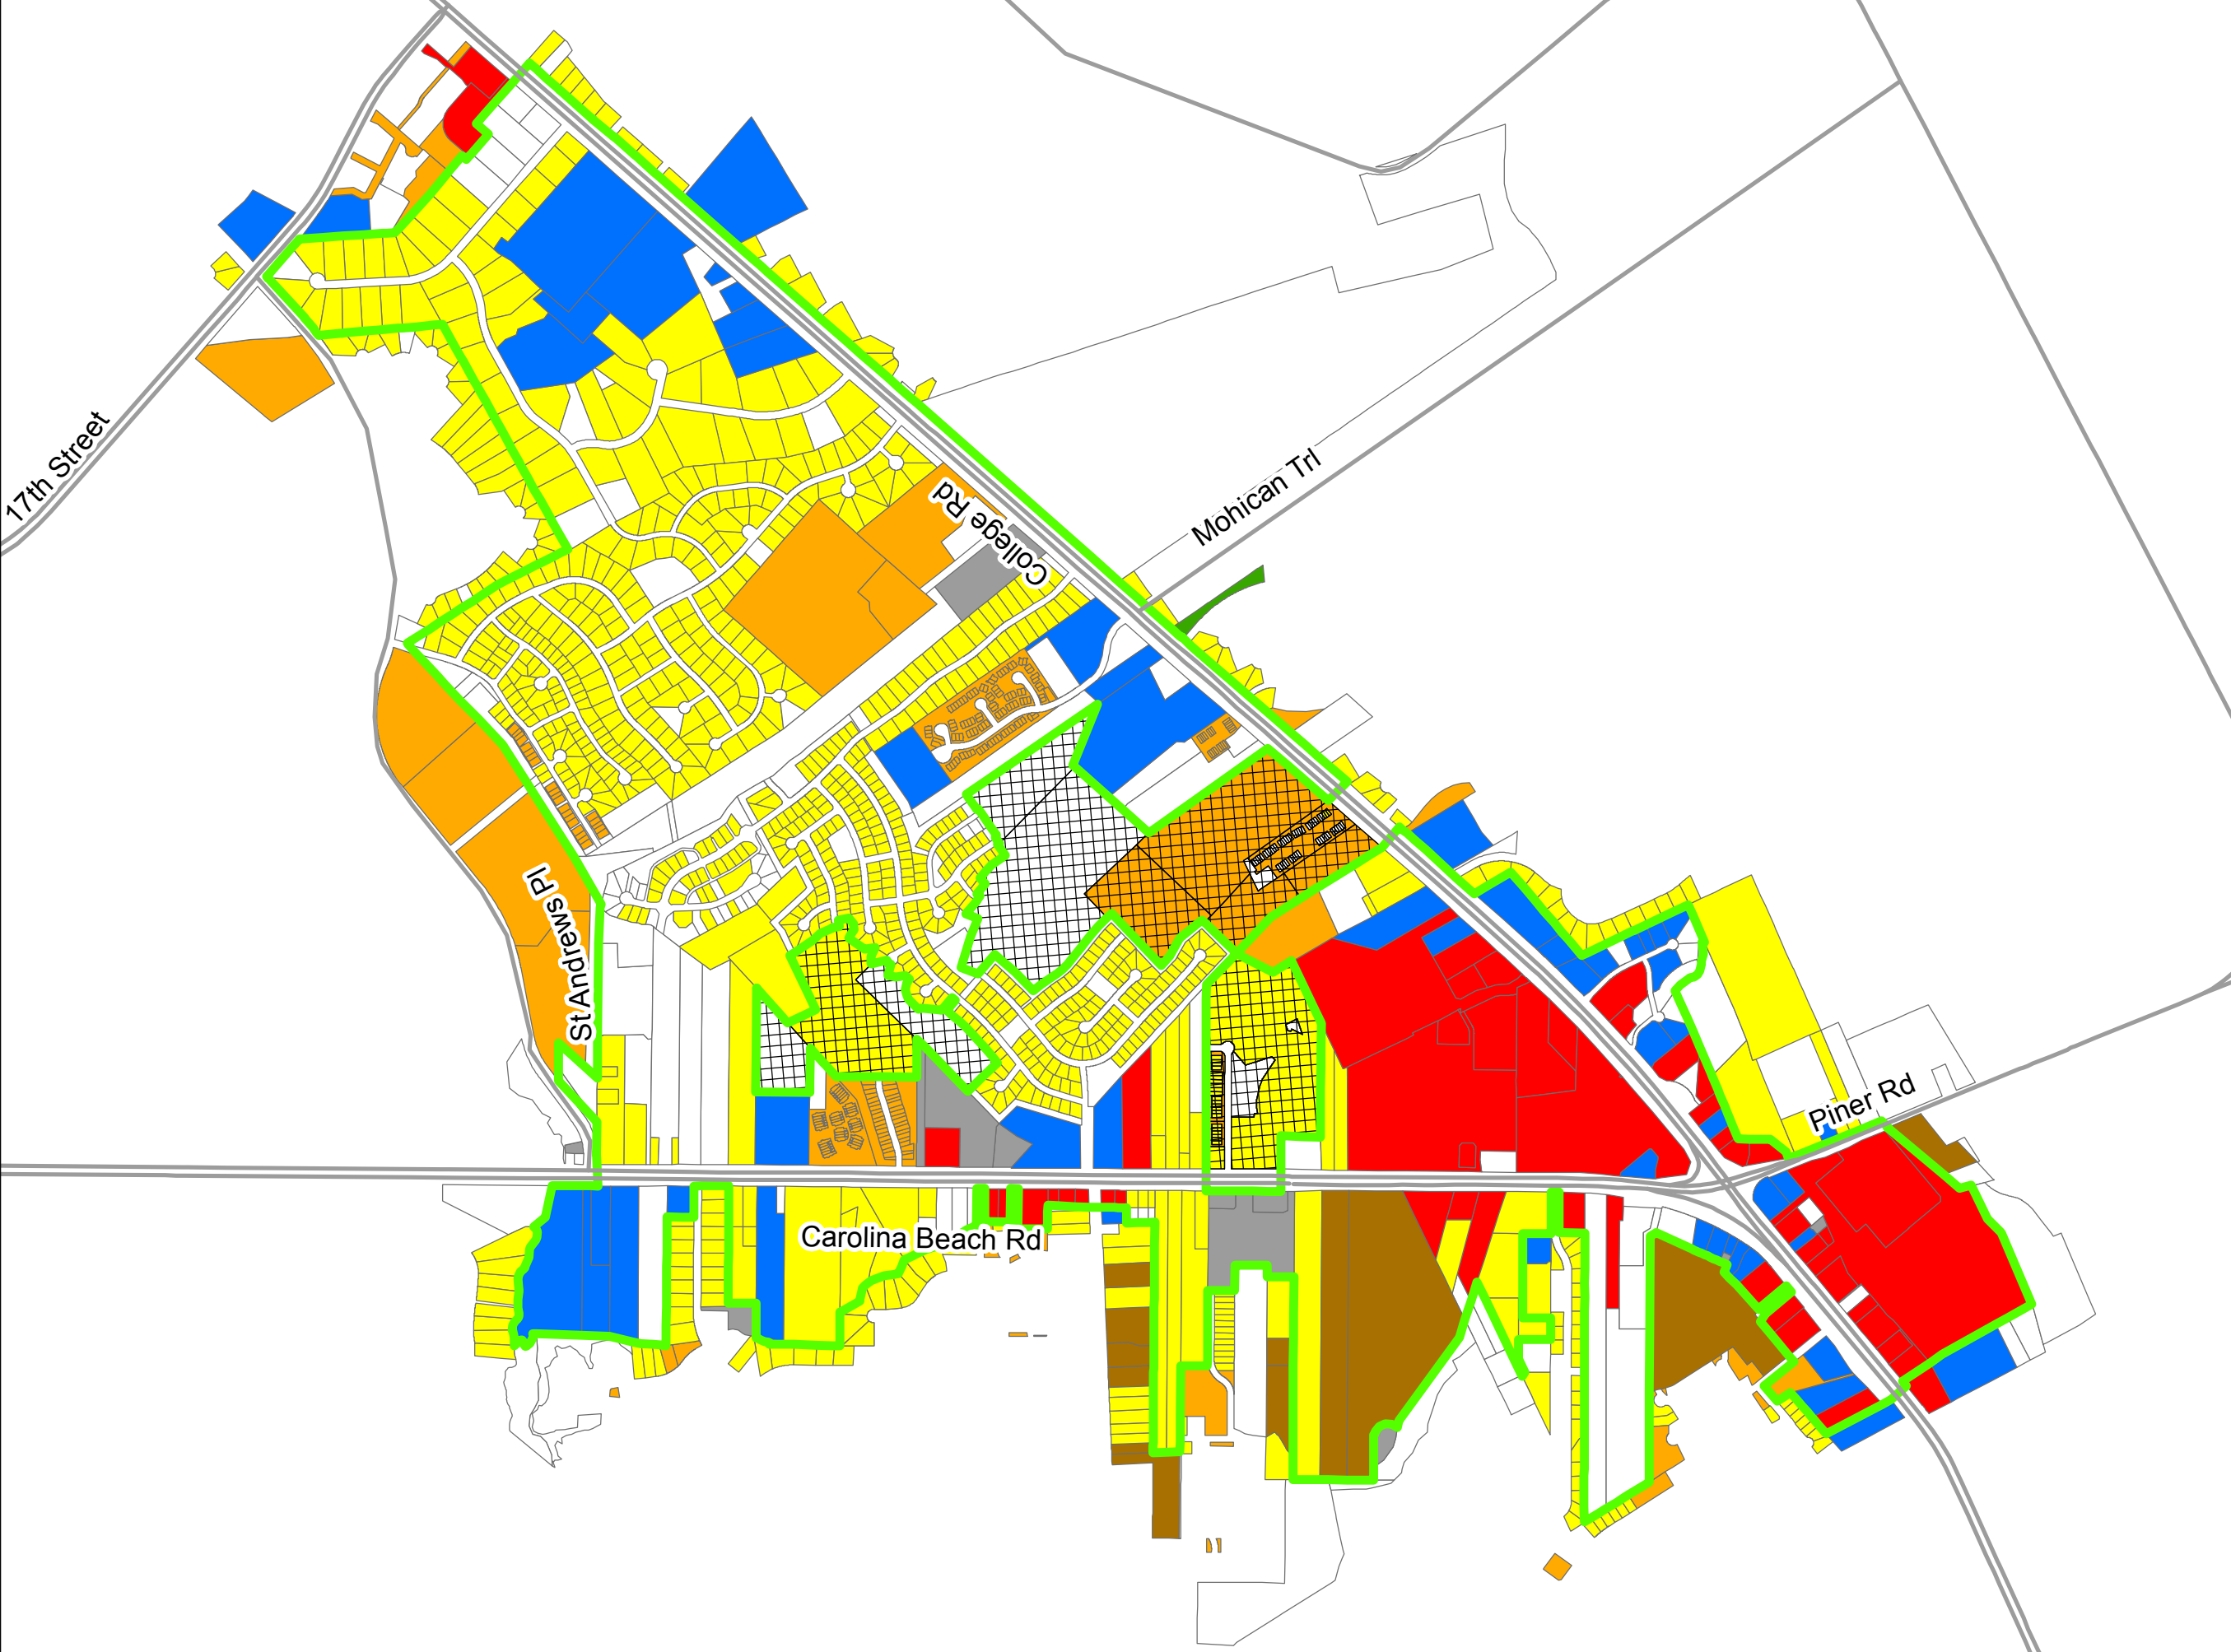 17th Street
College Rd
Mohican Trl
St Andrews Pl
Piner Rd
Carolina Beach Rd